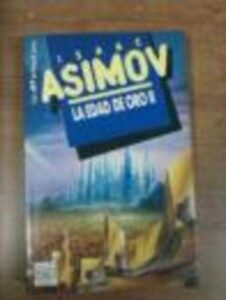 ISAAC
ASIMOV
LA EDAD DE ORO II